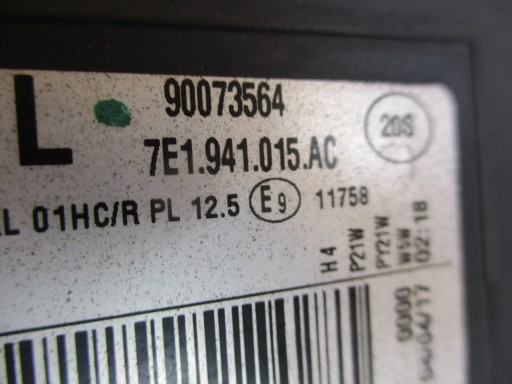 L
90073564
7E1.941.015.AC
20S
L 01HC/R PL 12.5 E9 11758
H4
P21W
PY21W
W5W
02:18
0000
04/17